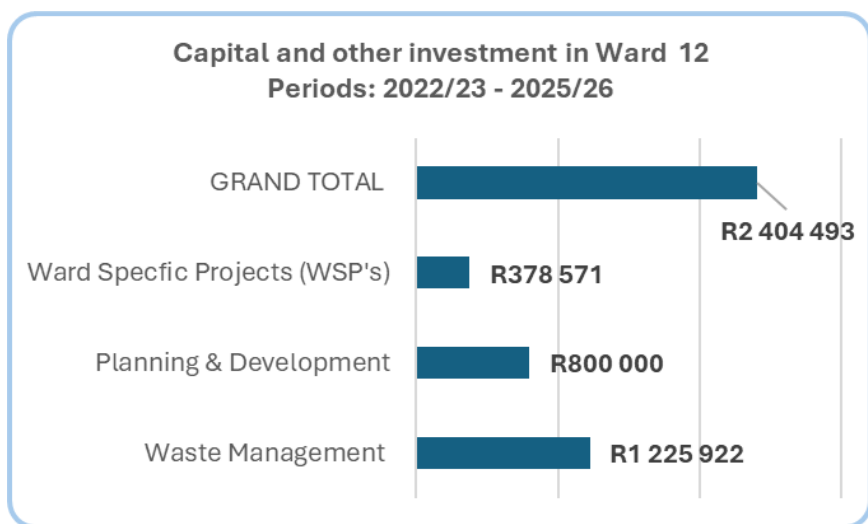 Capital and other investment in Ward 12
Periods: 2022/23 - 2025/26
GRAND TOTAL
R2 404 493
Ward Specfic Projects (WSP's)
R378 571
Planning & Development
R800 000
Waste Management
R1 225 922